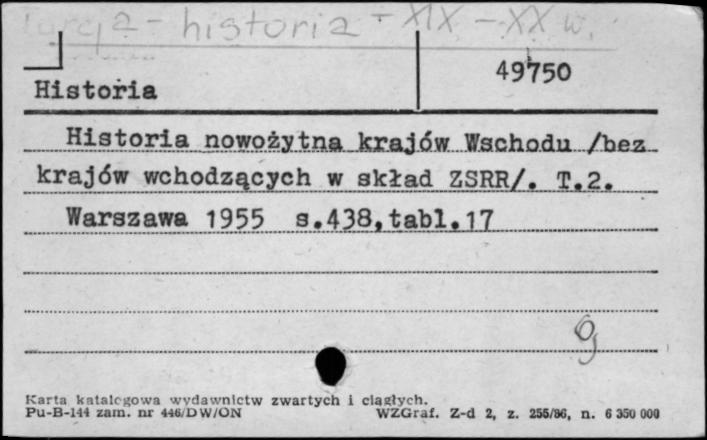 Turcja - historia - XIX - XX w.
49750
Historia
Historia nowożytna krajów Wschodu /bez
krajów wchodzących w skład ZSRR/. T.2.
Warszawa 1955 s.438,tabl.17
g
Karta katalogowa wydawnictw zwartych i ciągłych.
Pu-B-144 zam. nr 446/DW/ON WZGraf. Z-d 2, z. 255/86, n. 6 350 000